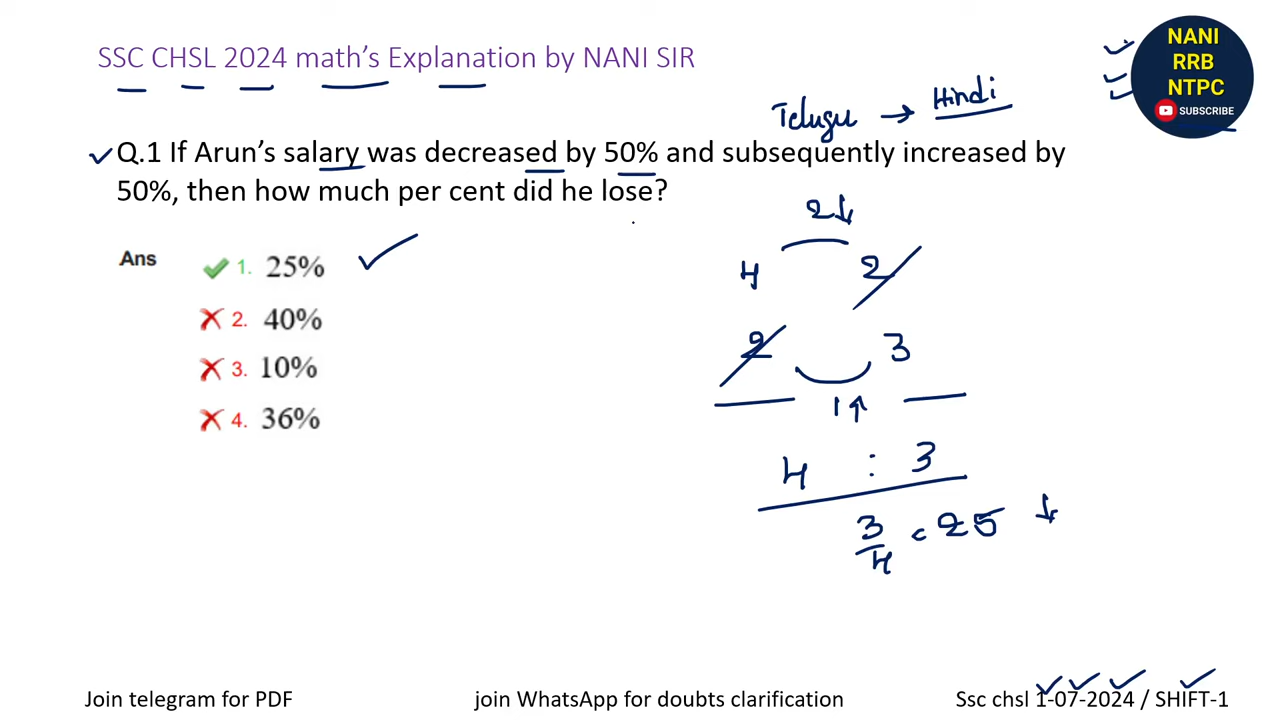 SSC CHSL 2024 math's Explanation by NANI SIR
NANI
RRB
NTPC
SUBSCRIBE
Telugu → Hindi
Q.1 If Arun's salary was decreased by 50% and subsequently increased by
50%, then how much per cent did he lose?
Ans
1. 25%
2. 40%
3. 10%
4. 36%
2↓
4 2
2 3
1↑
4 : 3
3/4 < 25 ↓
Join telegram for PDF
join WhatsApp for doubts clarification
Ssc chsl 1-07-2024 / SHIFT-1